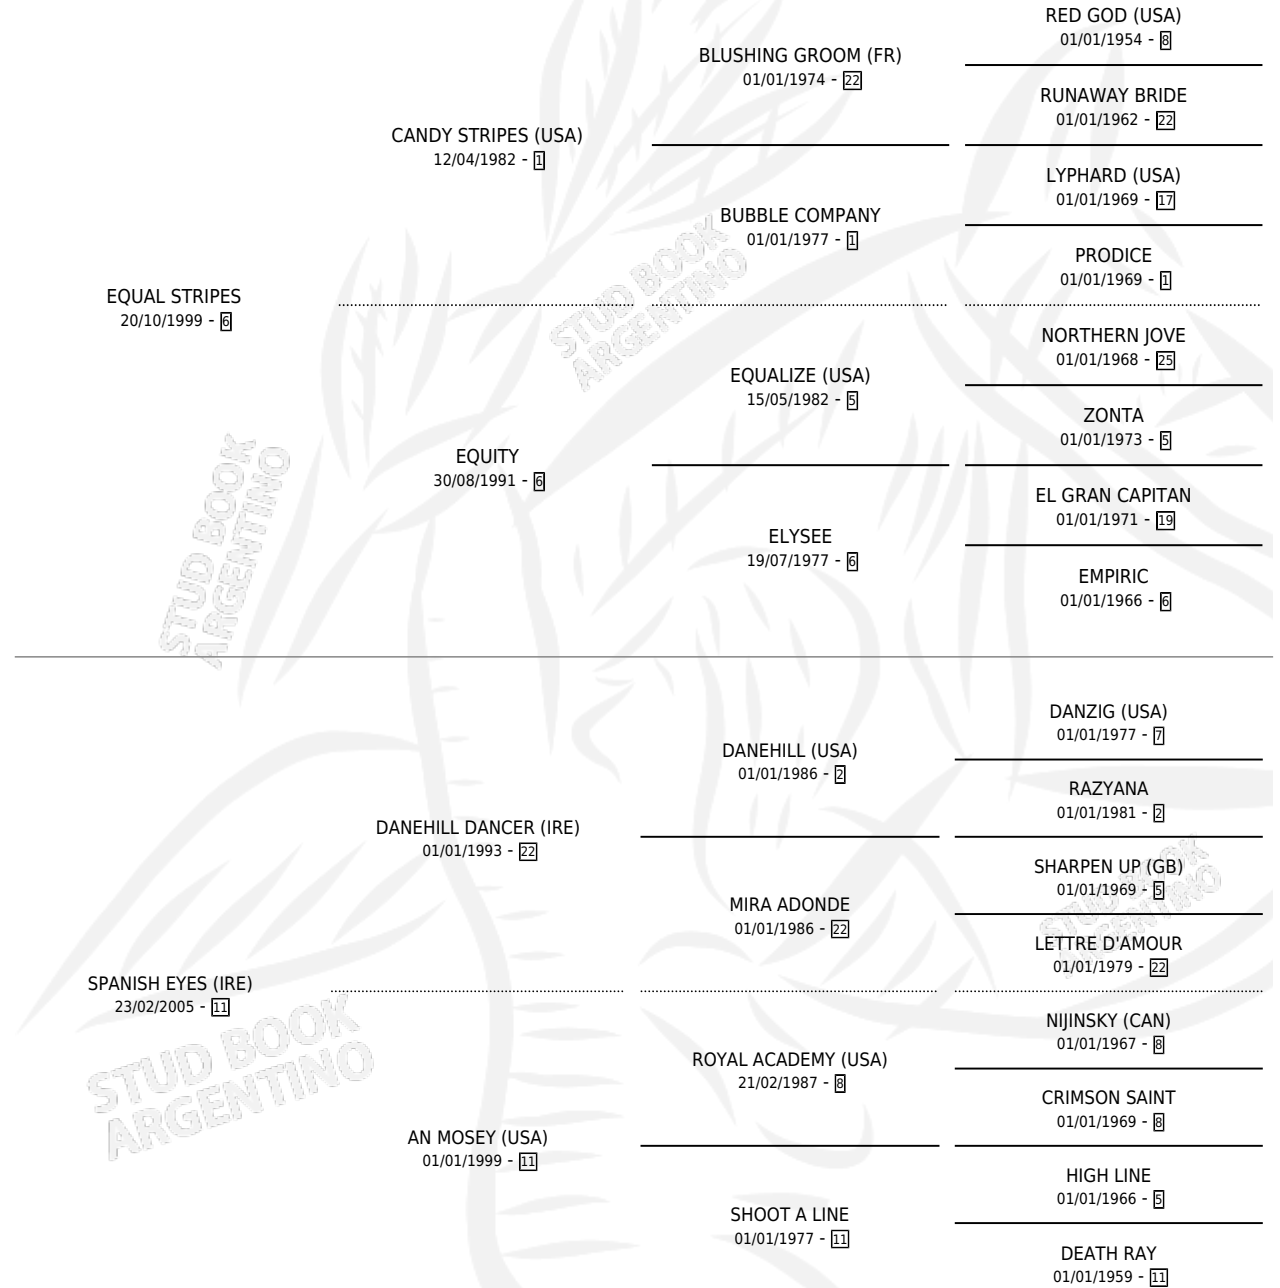 RED GOD (USA)
01/01/1954 - 8
BLUSHING GROOM (FR)
01/01/1974 - 22
RUNAWAY BRIDE
01/01/1962 - 22
CANDY STRIPES (USA)
12/04/1982 - 1
LYPHARD (USA)
01/01/1969 - 17
BUBBLE COMPANY
01/01/1977 - 1
PRODICE
01/01/1969 - 1
EQUAL STRIPES
20/10/1999 - 6
STUD BOOK
ARGENTINO
NORTHERN JOVE
01/01/1968 - 25
EQUALIZE (USA)
15/05/1982 - 5
ZONTA
01/01/1973 - 5
EQUITY
30/08/1991 - 6
EL GRAN CAPITAN
01/01/1971 - 19
ELYSEE
19/07/1977 - 6
EMPIRIC
01/01/1966 - 6
STUD BOOK
ARGENTINO
DANZIG (USA)
01/01/1977 - 7
DANEHILL (USA)
01/01/1986 - 2
RAZYANA
01/01/1981 - 2
DANEHILL DANCER (IRE)
01/01/1993 - 22
SHARPEN UP (GB)
01/01/1969 - 5
MIRA ADONDE
01/01/1986 - 22
LETTRE D'AMOUR
01/01/1979 - 22
STUD BOOK
ARGENTINO
SPANISH EYES (IRE)
23/02/2005 - 11
NIJINSKY (CAN)
01/01/1967 - 8
ROYAL ACADEMY (USA)
21/02/1987 - 8
CRIMSON SAINT
01/01/1969 - 8
STUD BOOK
ARGENTINO
AN MOSEY (USA)
01/01/1999 - 11
HIGH LINE
01/01/1966 - 5
SHOOT A LINE
01/01/1977 - 11
DEATH RAY
01/01/1959 - 11